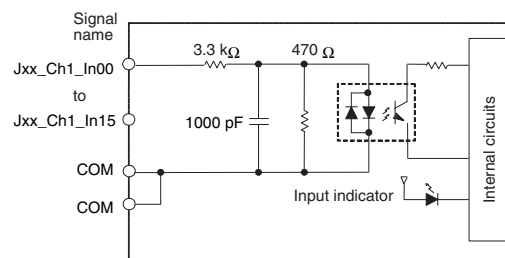 Signal
name
3.3 kΩ
470 Ω
Jxx_Ch1_In00
to
Jxx_Ch1_In15
1000 pF
COM
COM
Input indicator
Internal circuits